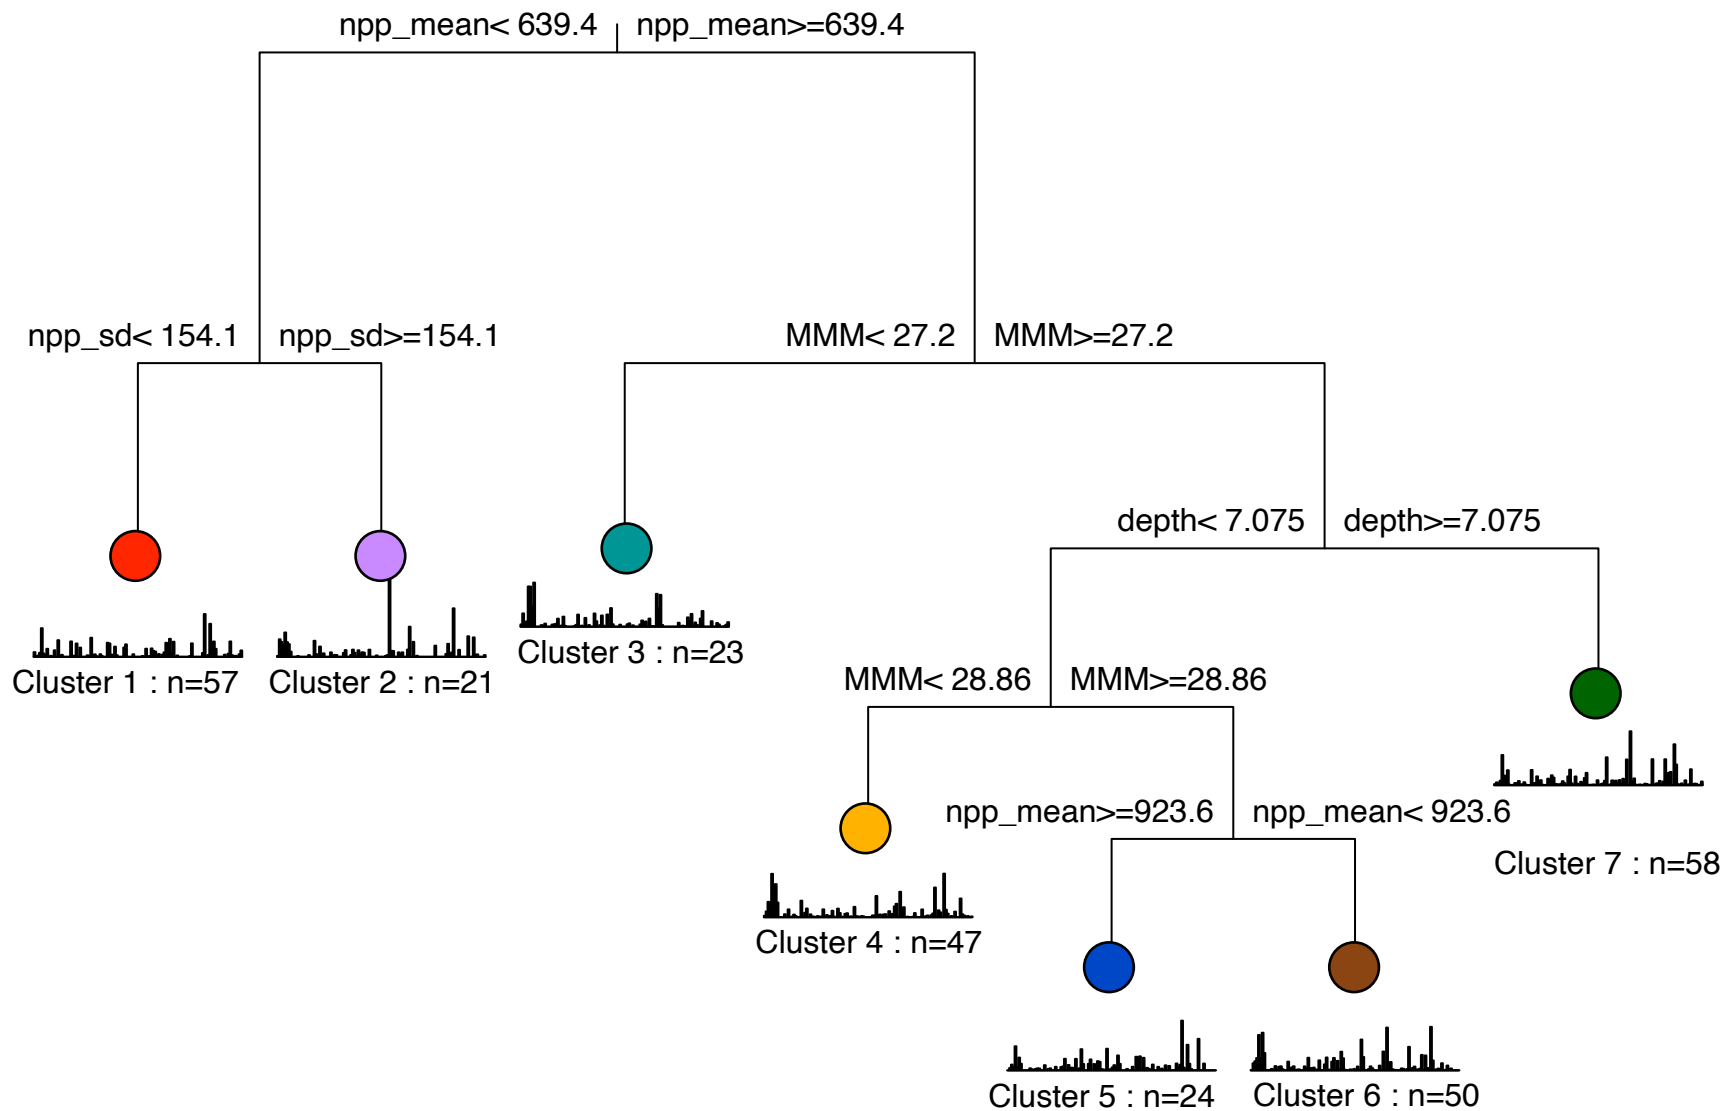 npp_mean< 639.4 npp_mean>=639.4
npp_sd< 154.1 npp_sd>=154.1 MMM< 27.2 MMM>=27.2
depth< 7.075 depth>=7.075
Cluster 3 : n=23
Cluster 1 : n=57 Cluster 2 : n=21 MMM< 28.86 MMM>=28.86
npp_mean>=923.6 npp_mean< 923.6
Cluster 7 : n=58
Cluster 4 : n=47
Cluster 5 : n=24 Cluster 6 : n=50